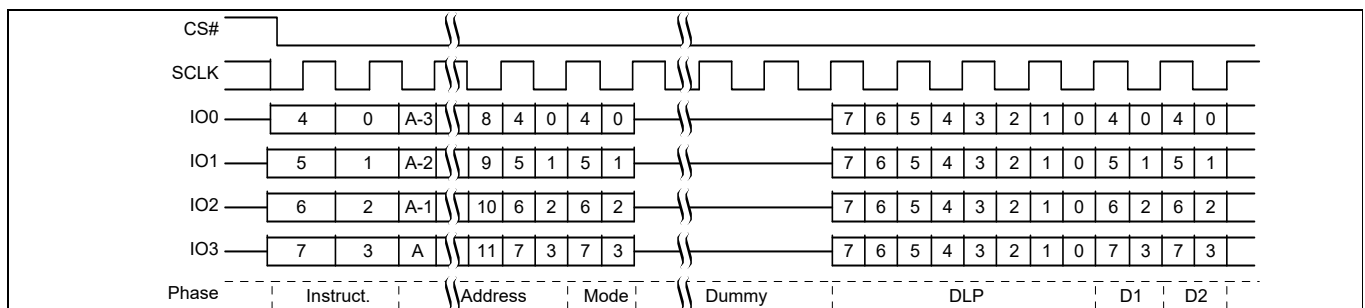 CS#
SCLK
IO0 4 0 A-3 8 4 0 4 0 7 6 5 4 3 2 1 0 4 0 4 0
IO1 5 1 A-2 9 5 1 5 1 7 6 5 4 3 2 1 0 5 1 5 1
IO2 6 2 A-1 10 6 2 6 2 7 6 5 4 3 2 1 0 6 2 6 2
IO3 7 3 A 11 7 3 7 3 7 6 5 4 3 2 1 0 7 3 7 3
Phase Instruct. Address Mode Dummy DLP D1 D2